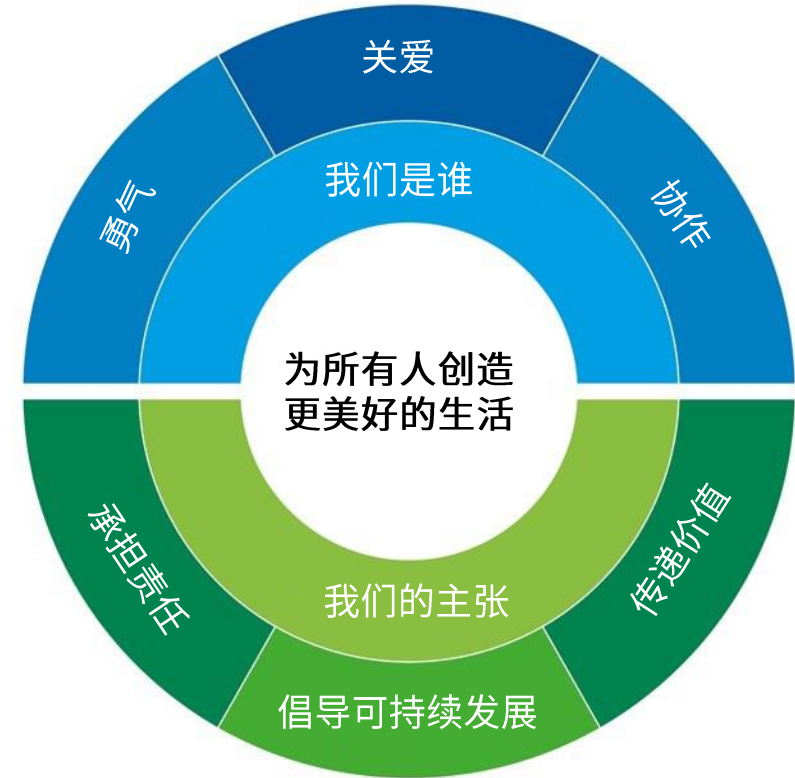 关爱
我们是谁
勇气
协作
为所有人创造
更美好的生活
承担责任
传递价值
我们的主张
倡导可持续发展